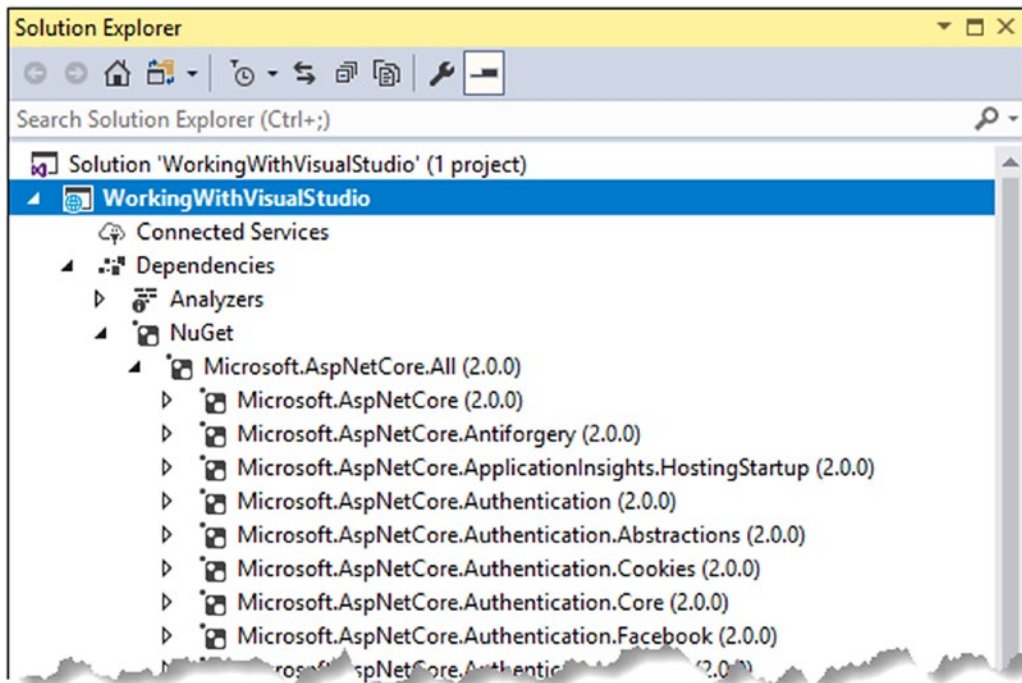 Solution Explorer
Search Solution Explorer (Ctrl+;)
Solution 'WorkingWithVisualStudio' (1 project)
WorkingWithVisualStudio
Connected Services
Dependencies
Analyzers
NuGet
Microsoft.AspNetCore.All (2.0.0)
Microsoft.AspNetCore (2.0.0)
Microsoft.AspNetCore.Antiforgery (2.0.0)
Microsoft.AspNetCore.ApplicationInsights.HostingStartup (2.0.0)
Microsoft.AspNetCore.Authentication (2.0.0)
Microsoft.AspNetCore.Authentication.Abstractions (2.0.0)
Microsoft.AspNetCore.Authentication.Cookies (2.0.0)
Microsoft.AspNetCore.Authentication.Core (2.0.0)
Microsoft.AspNetCore.Authentication.Facebook (2.0.0)